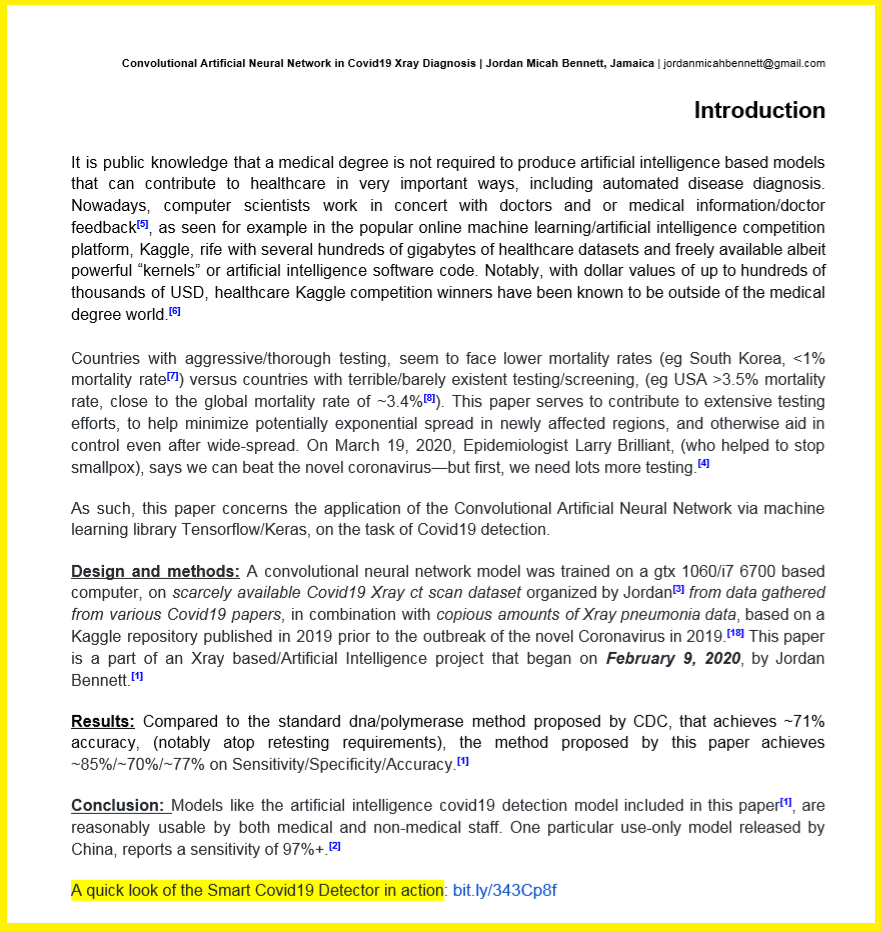 Convolutional Artificial Neural Network in Covid19 Xray Diagnosis | Jordan Micah Bennett, Jamaica | jordanmicahbennett@gmail.com
Introduction
It is public knowledge that a medical degree is not required to produce artificial intelligence based models
that can contribute to healthcare in very important ways, including automated disease diagnosis.
Nowadays, computer scientists work in concert with doctors and or medical information/doctor
feedback[5], as seen for example in the popular online machine learning/artificial intelligence competition
platform, Kaggle, rife with several hundreds of gigabytes of healthcare datasets and freely available albeit
powerful “kernels” or artificial intelligence software code. Notably, with dollar values of up to hundreds of
thousands of USD, healthcare Kaggle competition winners have been known to be outside of the medical
degree world.[6]
Countries with aggressive/thorough testing, seem to face lower mortality rates (eg South Korea, <1%
mortality rate[7]) versus countries with terrible/barely existent testing/screening, (eg USA >3.5% mortality
rate, close to the global mortality rate of ~3.4%[8]). This paper serves to contribute to extensive testing
efforts, to help minimize potentially exponential spread in newly affected regions, and otherwise aid in
control even after wide-spread. On March 19, 2020, Epidemiologist Larry Brilliant, (who helped to stop
smallpox), says we can beat the novel coronavirus—but first, we need lots more testing.[4]
As such, this paper concerns the application of the Convolutional Artificial Neural Network via machine
learning library Tensorflow/Keras, on the task of Covid19 detection.
Design and methods: A convolutional neural network model was trained on a gtx 1060/i7 6700 based
computer, on scarcely available Covid19 Xray ct scan dataset organized by Jordan[3] from data gathered
from various Covid19 papers, in combination with copious amounts of Xray pneumonia data, based on a
Kaggle repository published in 2019 prior to the outbreak of the novel Coronavirus in 2019.[18] This paper
is a part of an Xray based/Artificial Intelligence project that began on February 9, 2020, by Jordan
Bennett.[1]
Results: Compared to the standard dna/polymerase method proposed by CDC, that achieves ~71%
accuracy, (notably atop retesting requirements), the method proposed by this paper achieves
~85%/~70%/~77% on Sensitivity/Specificity/Accuracy.[1]
Conclusion: Models like the artificial intelligence covid19 detection model included in this paper[1], are
reasonably usable by both medical and non-medical staff. One particular use-only model released by
China, reports a sensitivity of 97%+.[2]
A quick look of the Smart Covid19 Detector in action: bit.ly/343Cp8f